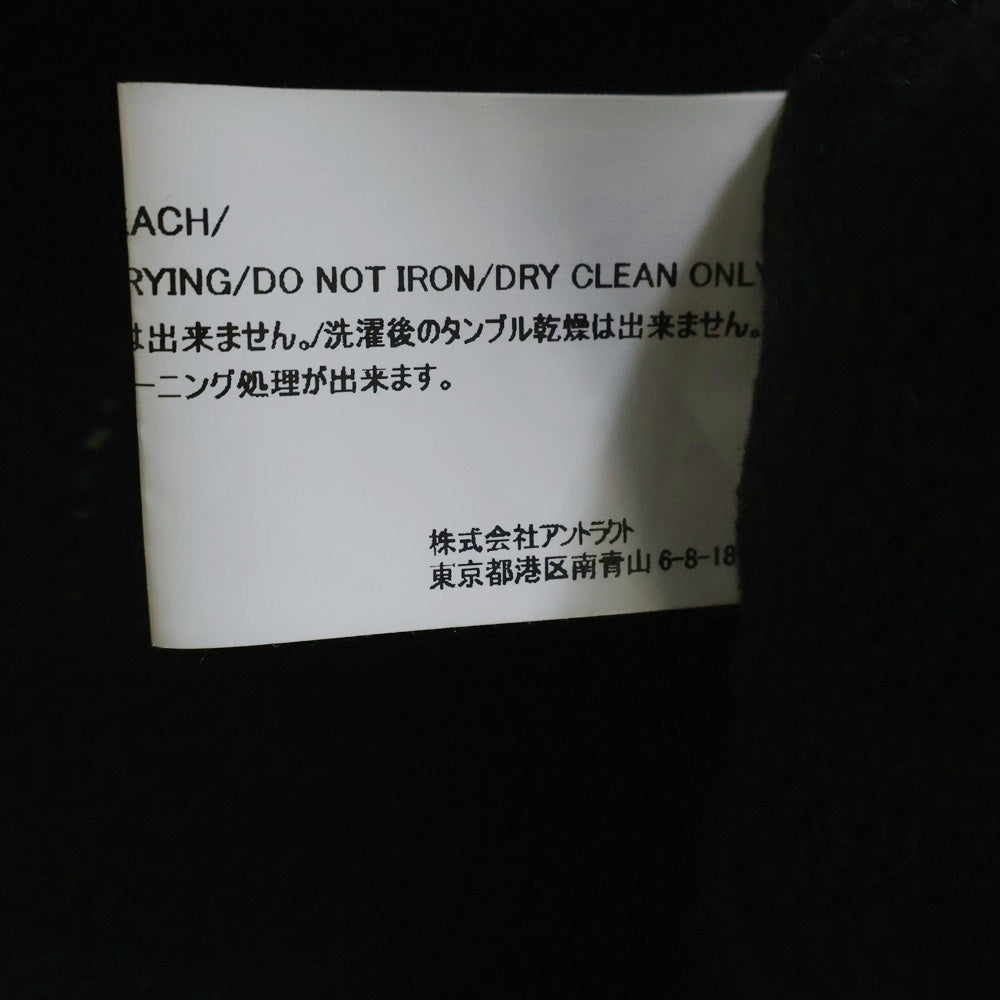 ACH/
RYING/DO NOT IRON/DRY CLEAN ONLY
は出来ません。/洗濯後のタンブル乾燥は出来ません。
ーニング処理が出来ます。
株式会社アントラクト
東京都港区南青山 6-8-18